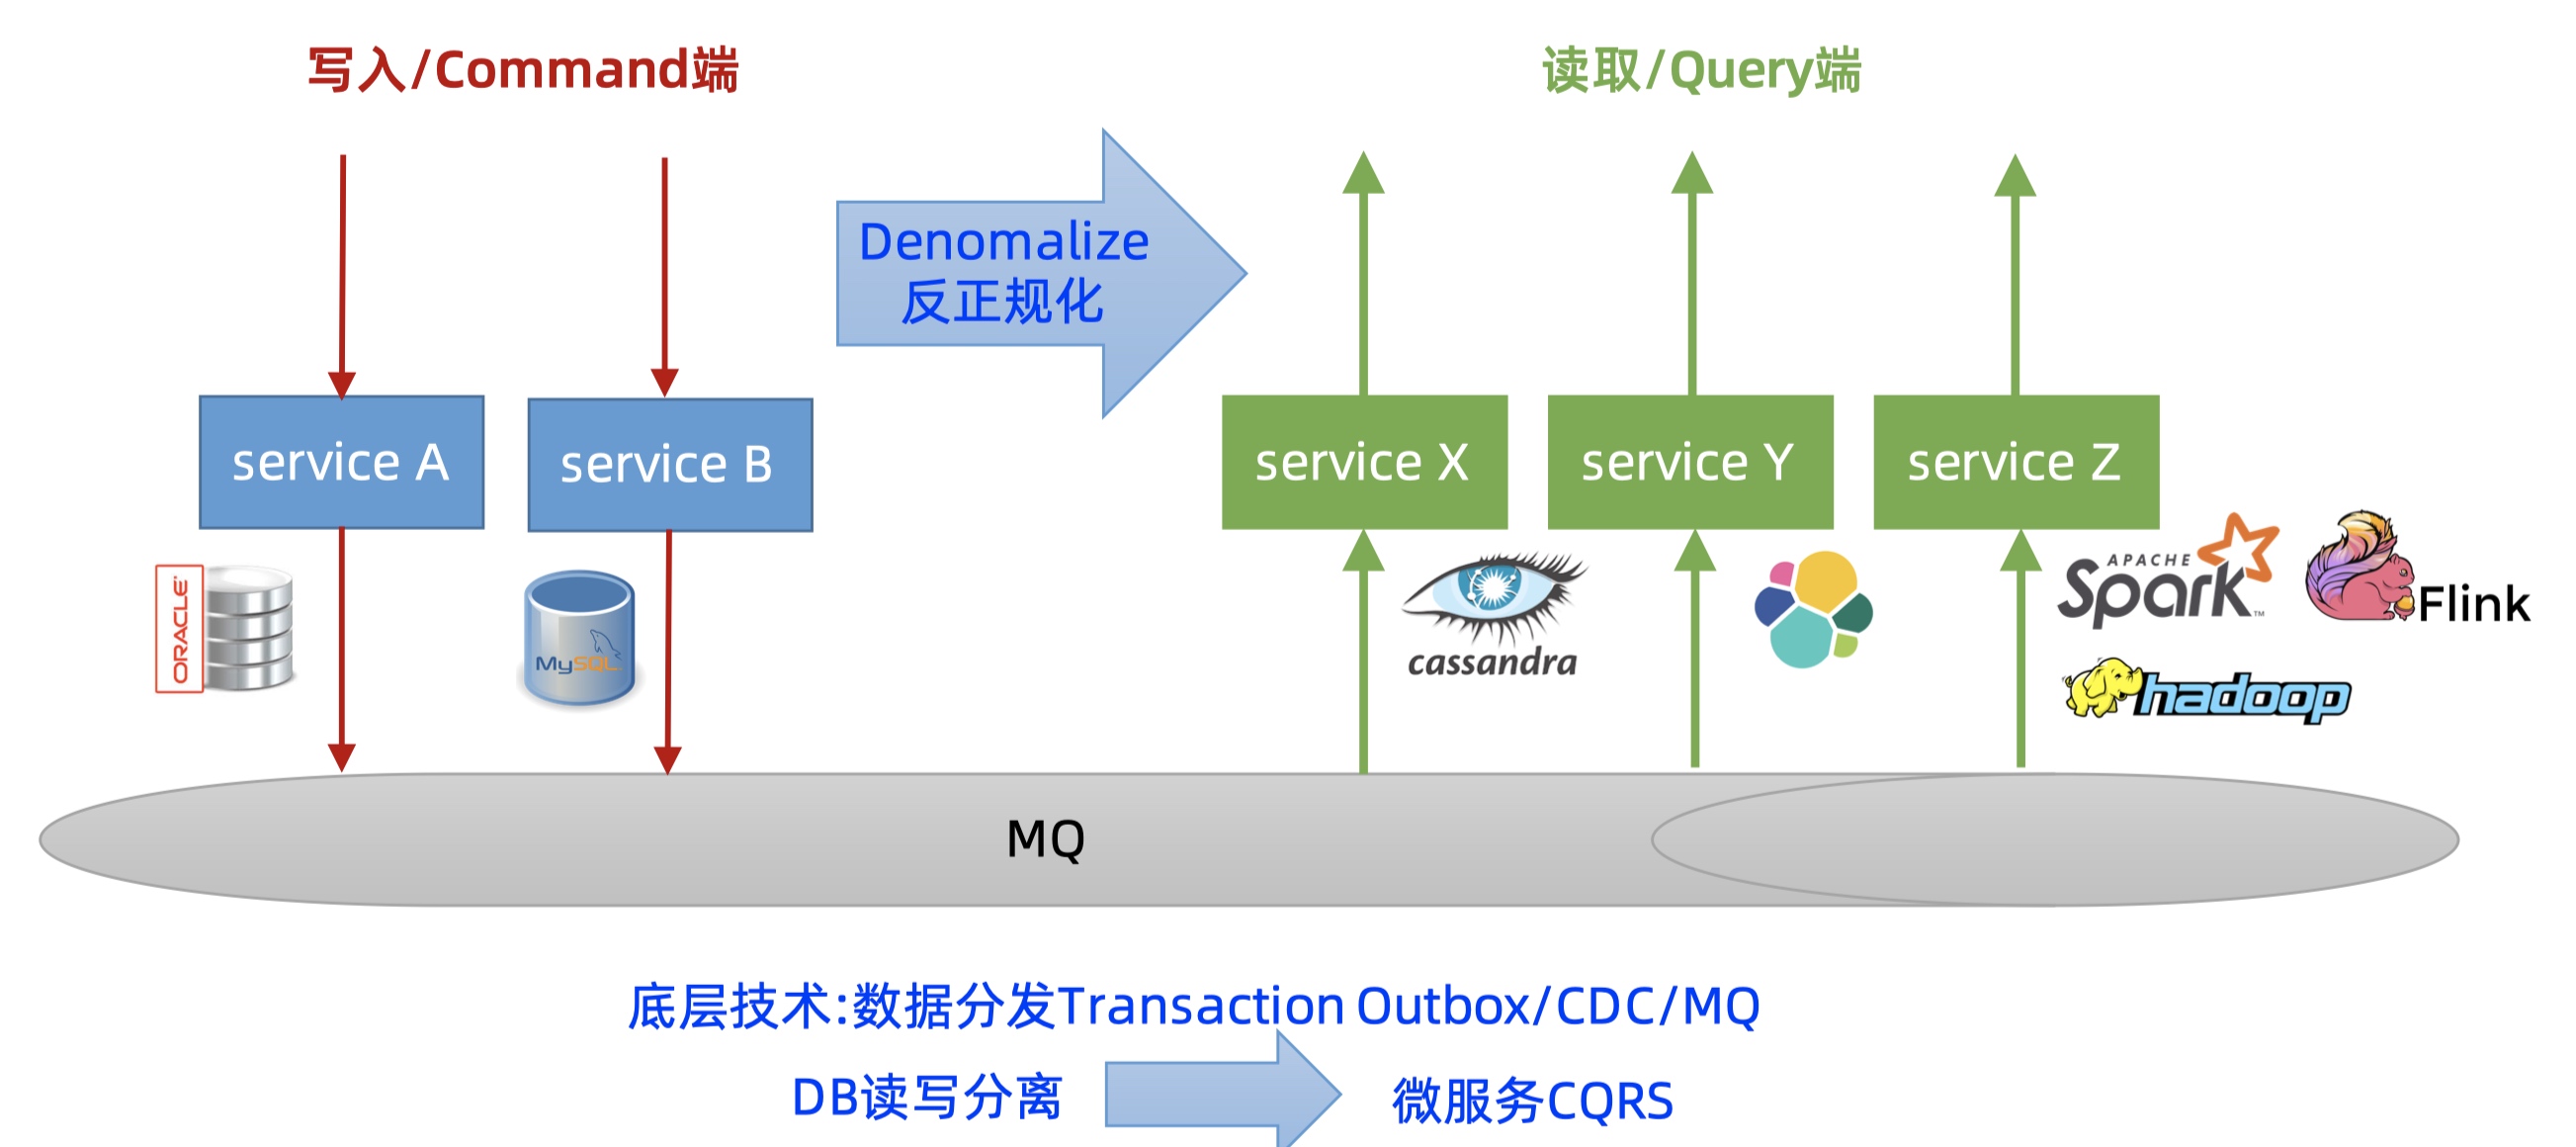 写入/Command端
读取/Query端
Denomalize
反正规化
service A
service B
service X
service Y
service Z
ORACLE
MySQL
cassandra
APACHE
Spark™
Flink
hadoop
MQ
底层技术:数据分发Transaction Outbox/CDC/MQ
DB读写分离
微服务CQRS